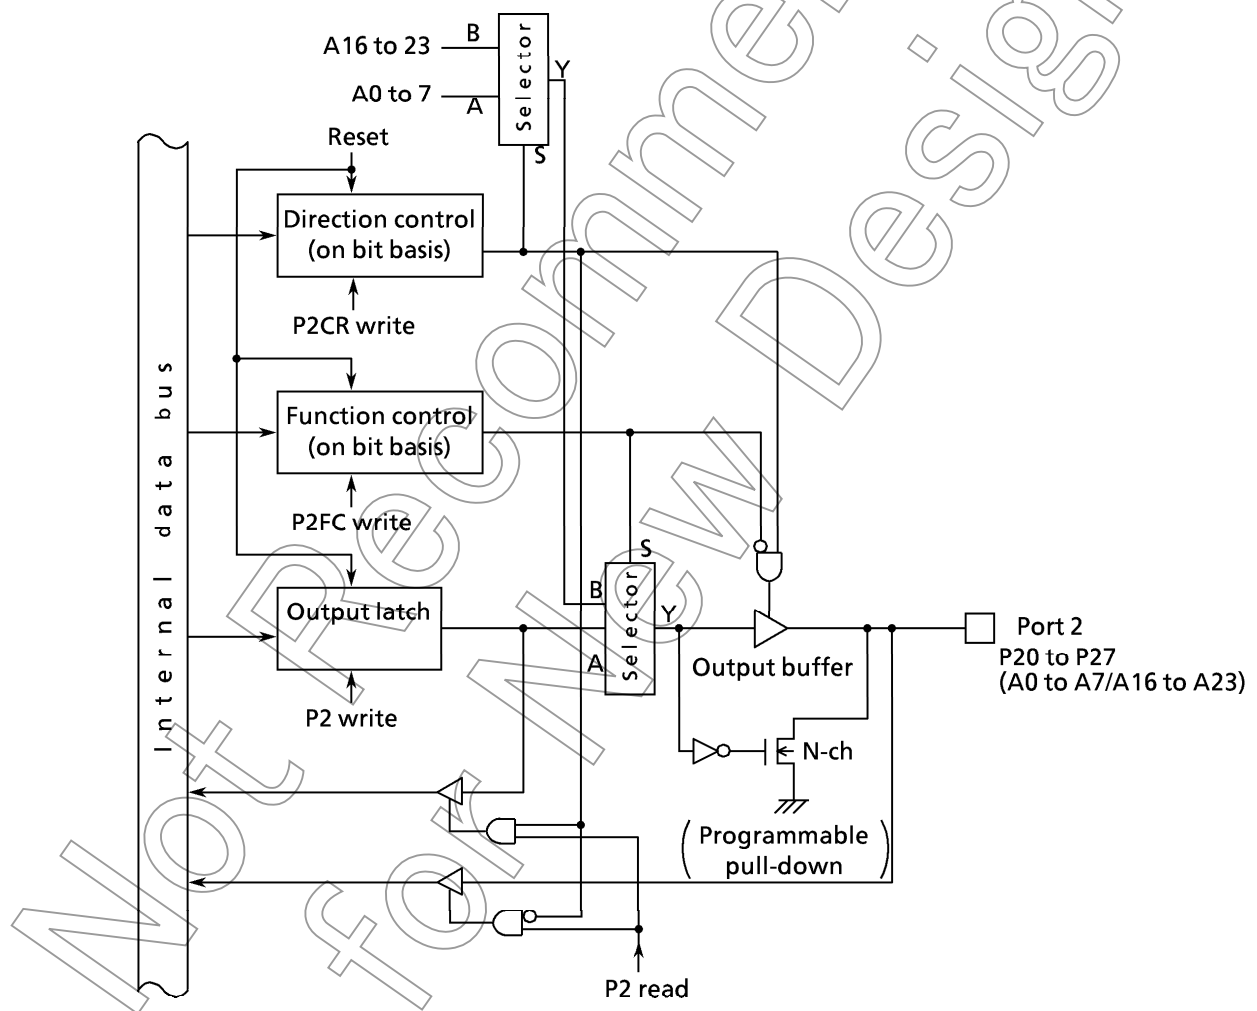 A16 to 23
B
Selector
Y
A0 to 7
A
S
Reset
Direction control
(on bit basis)
P2CR write
Function control
(on bit basis)
P2FC write
Internal data bus
S
B
Output latch
Selector
Y
A
Output buffer
Port 2
P20 to P27
(A0 to A7/A16 to A23)
P2 write
N-ch
(Programmable
pull-down)
P2 read
Not Recommended
for New Design